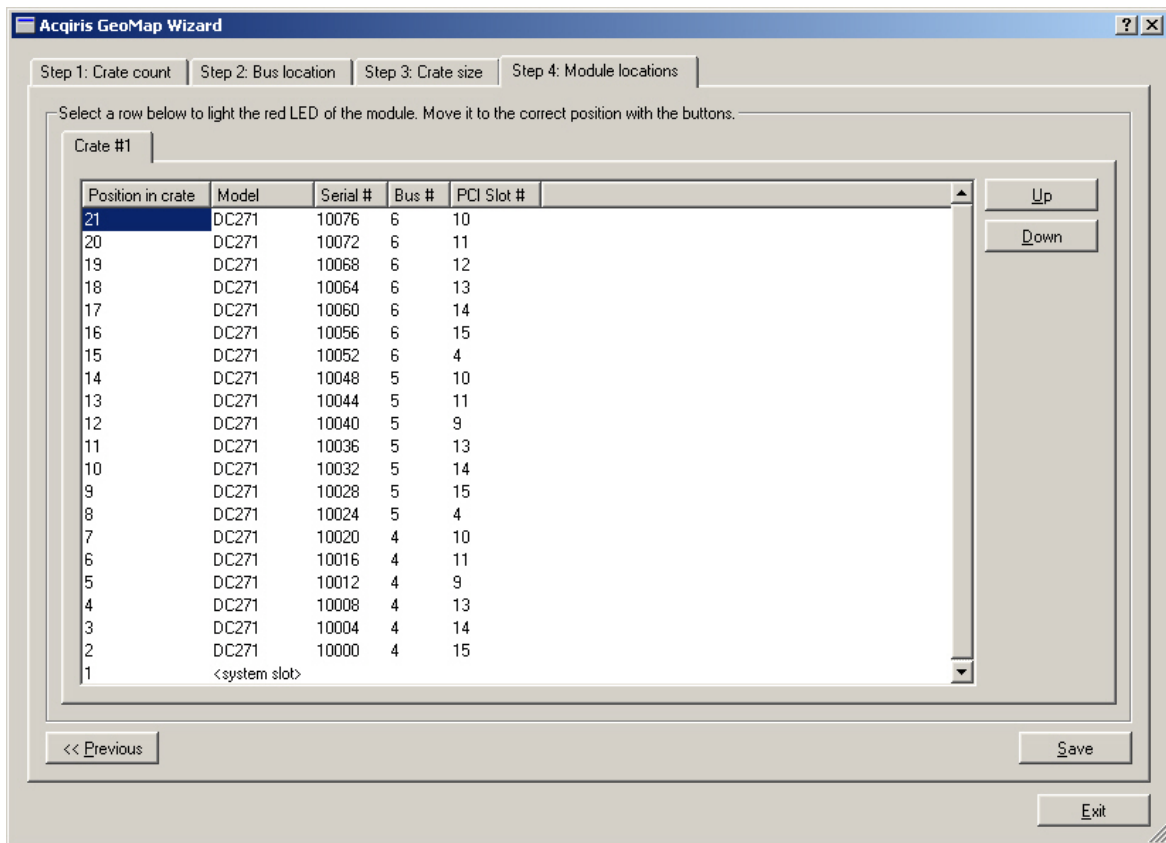 Acqiris GeoMap Wizard
Step 1: Crate count Step 2: Bus location Step 3: Crate size Step 4: Module locations
Select a row below to light the red LED of the module. Move it to the correct position with the buttons.
Crate #1
Position in crate Model Serial # Bus # PCI Slot #
21 DC271 10076 6 10
20 DC271 10072 6 11
19 DC271 10068 6 12
18 DC271 10064 6 13
17 DC271 10060 6 14
16 DC271 10056 6 15
15 DC271 10052 6 4
14 DC271 10048 5 10
13 DC271 10044 5 11
12 DC271 10040 5 9
11 DC271 10036 5 13
10 DC271 10032 5 14
9 DC271 10028 5 15
8 DC271 10024 5 4
7 DC271 10020 4 10
6 DC271 10016 4 11
5 DC271 10012 4 9
4 DC271 10008 4 13
3 DC271 10004 4 14
2 DC271 10000 4 15
1 <system slot>
Up
Down
<< Previous
Save
Exit